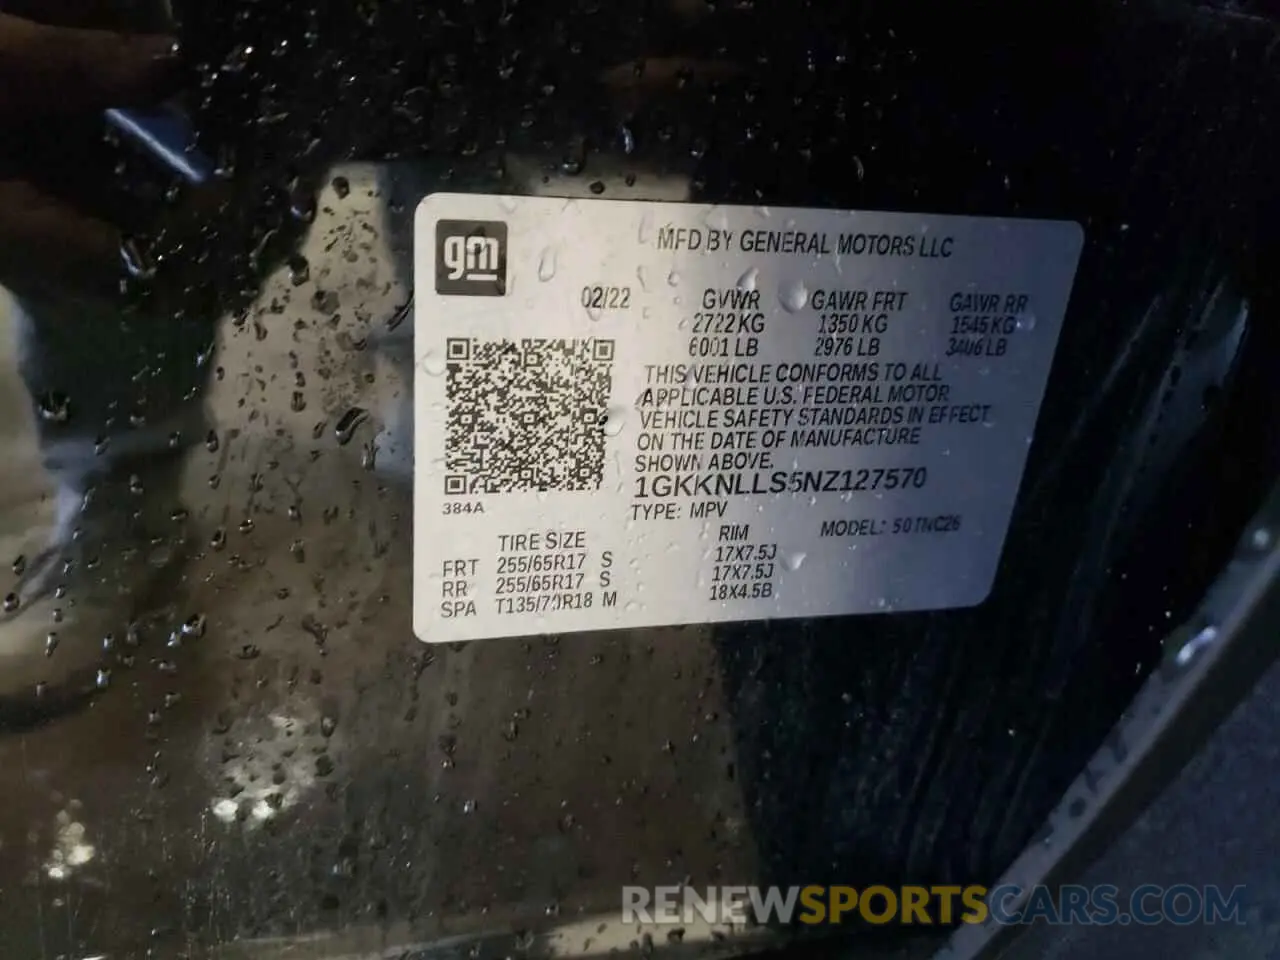 gm
MFD BY GENERAL MOTORS LLC
02/22 GVWR GAWR FRT GAWR RR
2722 KG 1350 KG 1545 KG
6001 LB 2976 LB 3406 LB
THIS VEHICLE CONFORMS TO ALL
APPLICABLE U.S. FEDERAL MOTOR
VEHICLE SAFETY STANDARDS IN EFFECT
ON THE DATE OF MANUFACTURE
SHOWN ABOVE.
1GKKNLLS5NZ127570
384A
TYPE: MPV
MODEL:
TIRE SIZE RIM
FRT 255/65R17 S 17X7.5J
RR 255/65R17 S 17X7.5J
SPA T135/70R18 M 18X4.5B
RENEWSPORTSCARS.COM